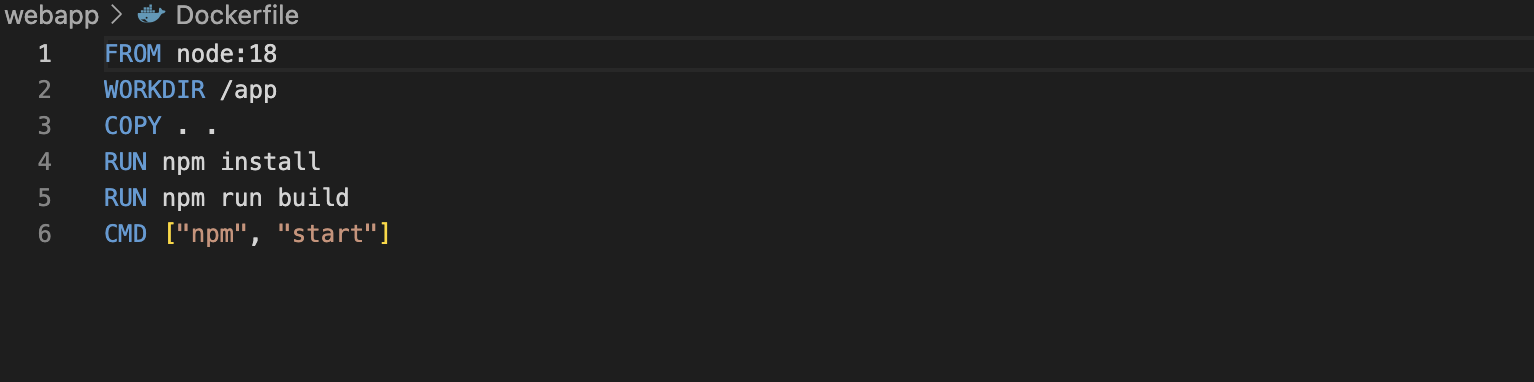 webapp > Dockerfile
1 FROM node:18
2 WORKDIR /app
3 COPY . .
4 RUN npm install
5 RUN npm run build
6 CMD ["npm", "start"]